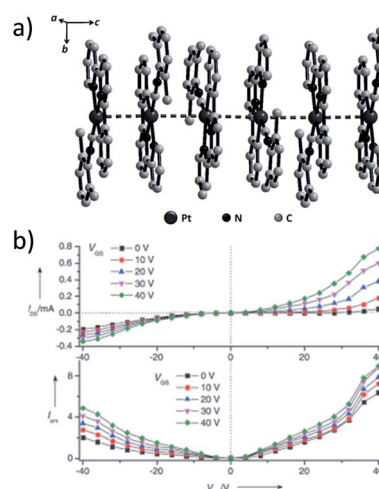 a)
a
c
b
Pt N C
b)
V_GS
0 V
10 V
20 V
30 V
40 V
I_DS/mA
0.8
0.6
0.4
0.2
0.0
-0.2
-0.4
-40 -20 0 20 40
V_GS
0 V
10 V
20 V
30 V
40 V
I_em
8
4
0
-40 -20 0 20 40